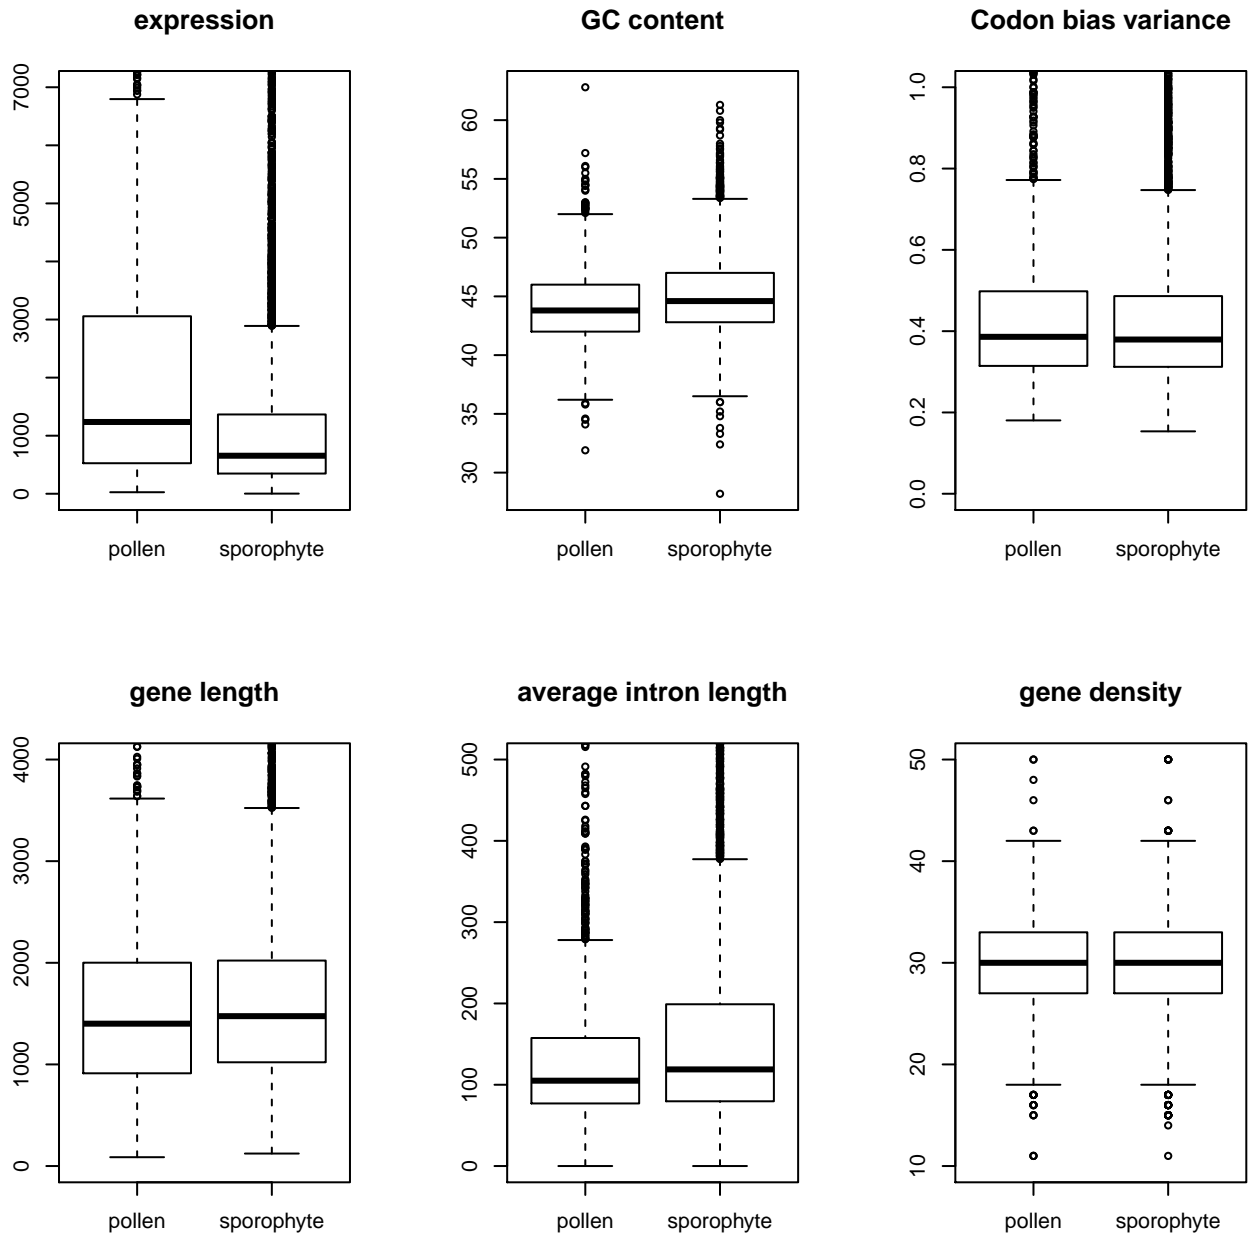 expression
7000
5000
3000
1000
0
pollen sporophyte
GC content
60
55
50
45
40
35
30
pollen sporophyte
Codon bias variance
1.0
0.8
0.6
0.4
0.2
0.0
pollen sporophyte
gene length
4000
3000
2000
1000
0
pollen sporophyte
average intron length
500
400
300
200
100
0
pollen sporophyte
gene density
50
40
30
20
10
pollen sporophyte